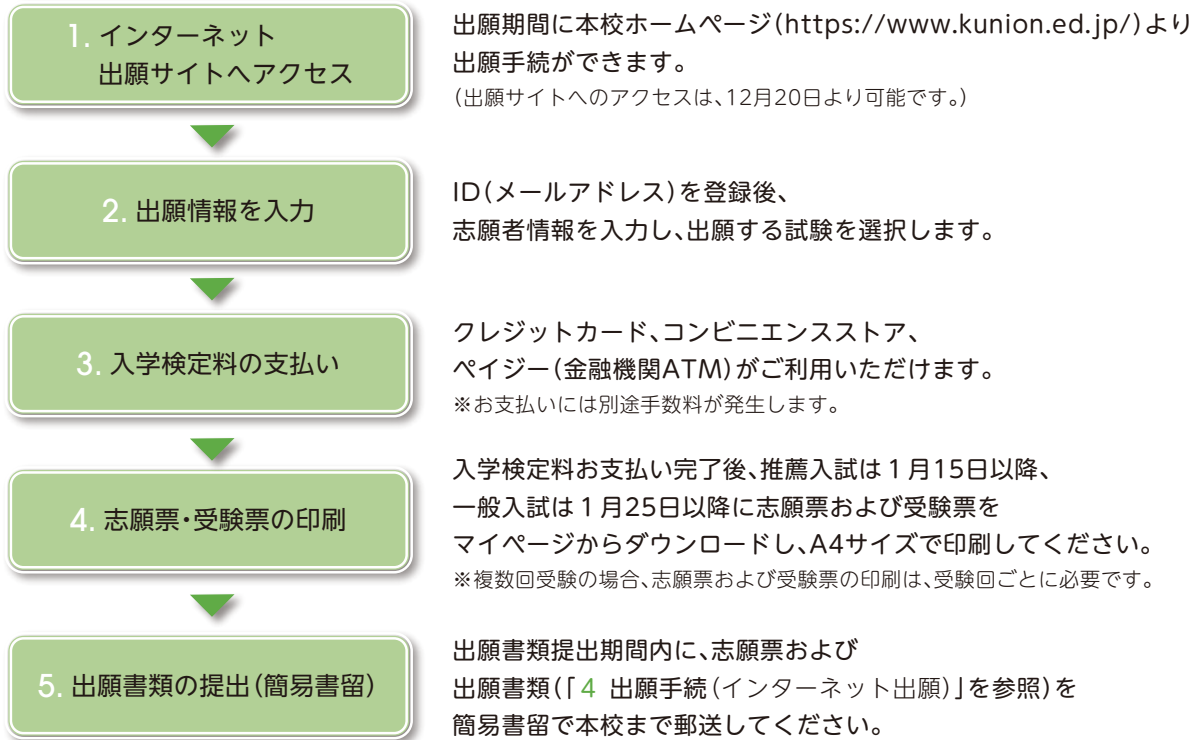 1. インターネット
出願サイトへアクセス
出願期間に本校ホームページ(https://www.kunion.ed.jp/)より
出願手続ができます。
(出願サイトへのアクセスは、12月20日より可能です。)
2. 出願情報を入力
ID(メールアドレス)を登録後、
志願者情報を入力し、出願する試験を選択します。
3. 入学検定料の支払い
クレジットカード、コンビニエンスストア、
ペイジー(金融機関ATM)がご利用いただけます。
※お支払いには別途手数料が発生します。
4. 志願票・受験票の印刷
入学検定料お支払い完了後、推薦入試は1月15日以降、
一般入試は1月25日以降に志願票および受験票を
マイページからダウンロードし、A4サイズで印刷してください。
※複数回受験の場合、志願票および受験票の印刷は、受験回ごとに必要です。
5. 出願書類の提出(簡易書留)
出願書類提出期間内に、志願票および
出願書類(「4 出願手続(インターネット出願)」を参照)を
簡易書留で本校まで郵送してください。